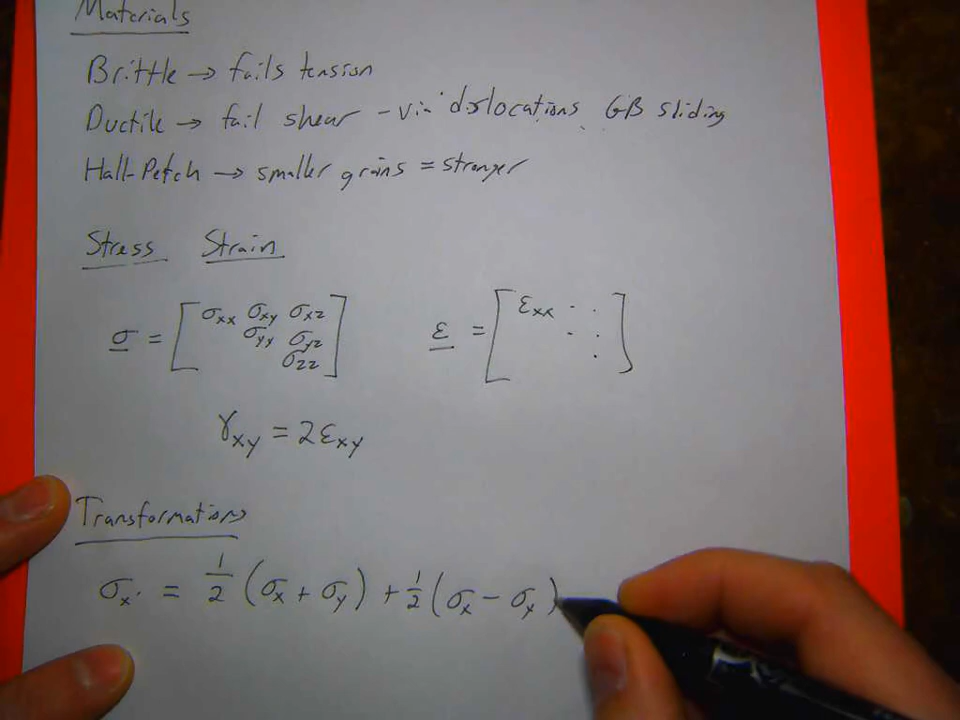 Materials
Brittle → fails tension
Ductile → fail shear - via dislocations GB sliding
Hall-Petch → smaller grains = stronger
Stress Strain
σ = [ σxx σxy σxz
σyy σyz
σzz ]
ε = [ εxx · ·
· ·
· ]
γxy = 2εxy
Transformations
σx' = 1/2 (σx + σy) + 1/2 (σx - σy)